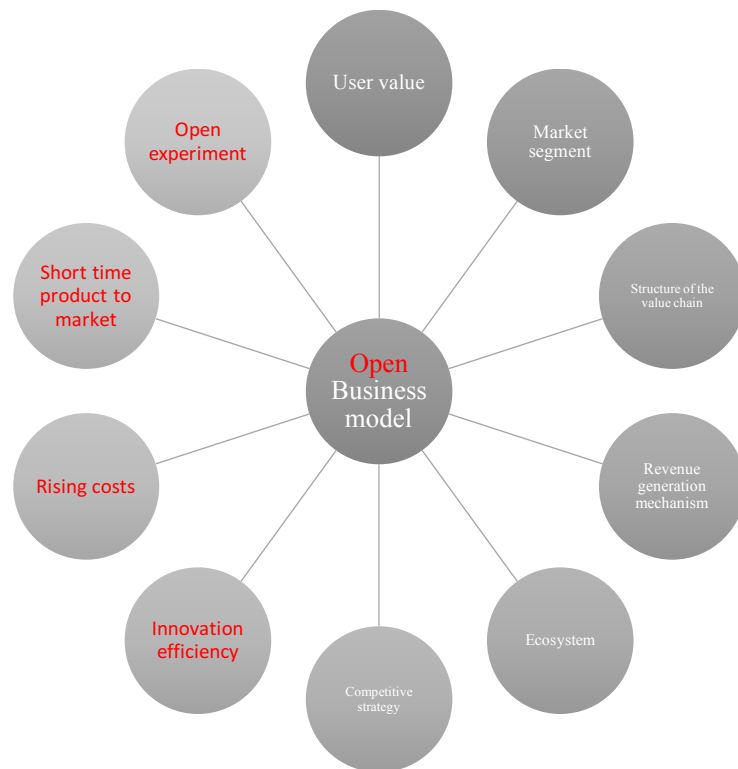 User value
Market
segment
Structure of the
value chain
Revenue
generation
mechanism
Ecosystem
Competitive
strategy
Innovation
efficiency
Rising costs
Short time
product to
market
Open
experiment
Open
Business
model